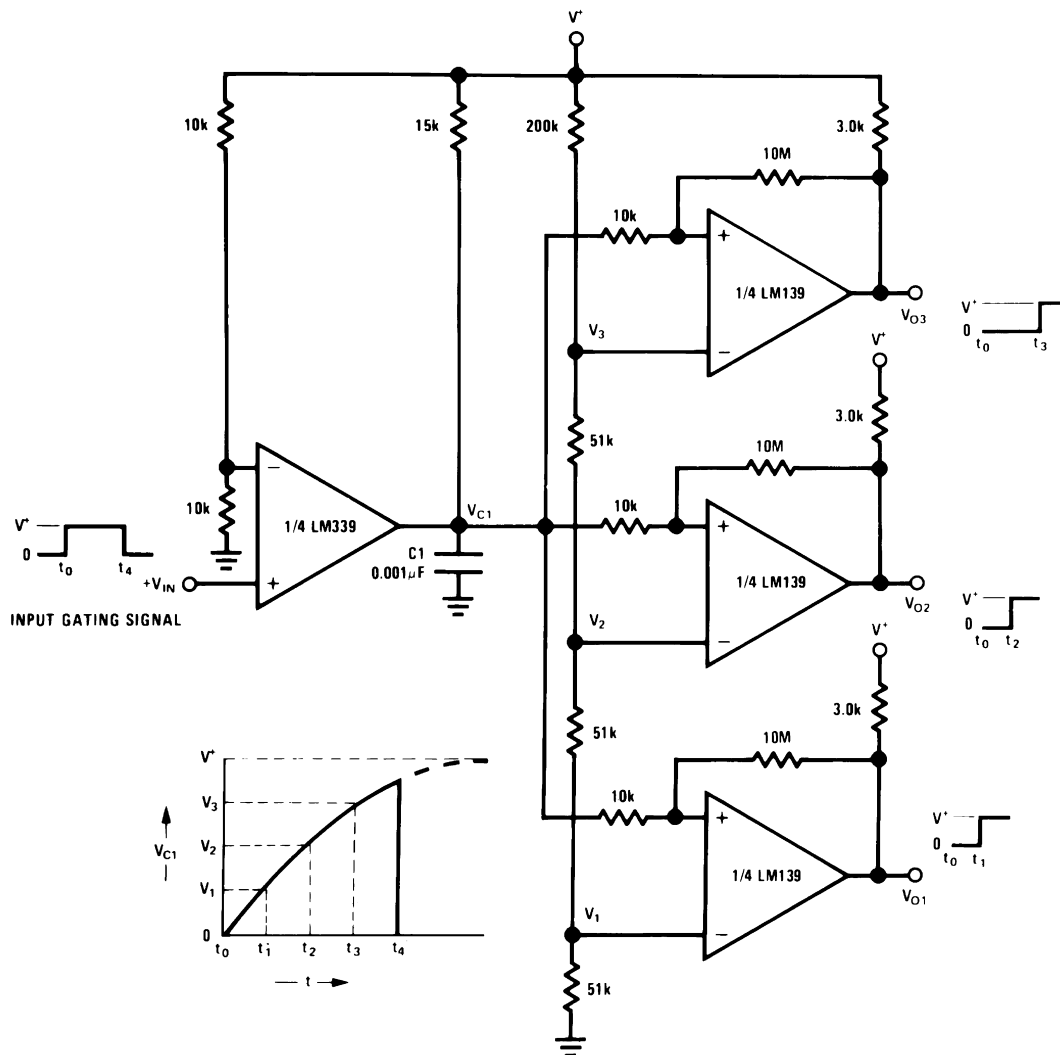 V+
10k
15k
200k
3.0k
10M
10k
+
1/4 LM139
−
V3
VO3
V+
0
t0
t3
V+
3.0k
51k
10M
10k
+
1/4 LM139
−
V2
VO2
V+
0
t0
t2
−
10k
1/4 LM339
+
VC1
C1
0.001µF
V+
0
t0
t4
+VIN
INPUT GATING SIGNAL
V+
3.0k
51k
10M
10k
+
1/4 LM139
−
V1
VO1
V+
0
t0
t1
51k
V+
V3
V2
V1
0
VC1
t0
t1
t2
t3
t4
t